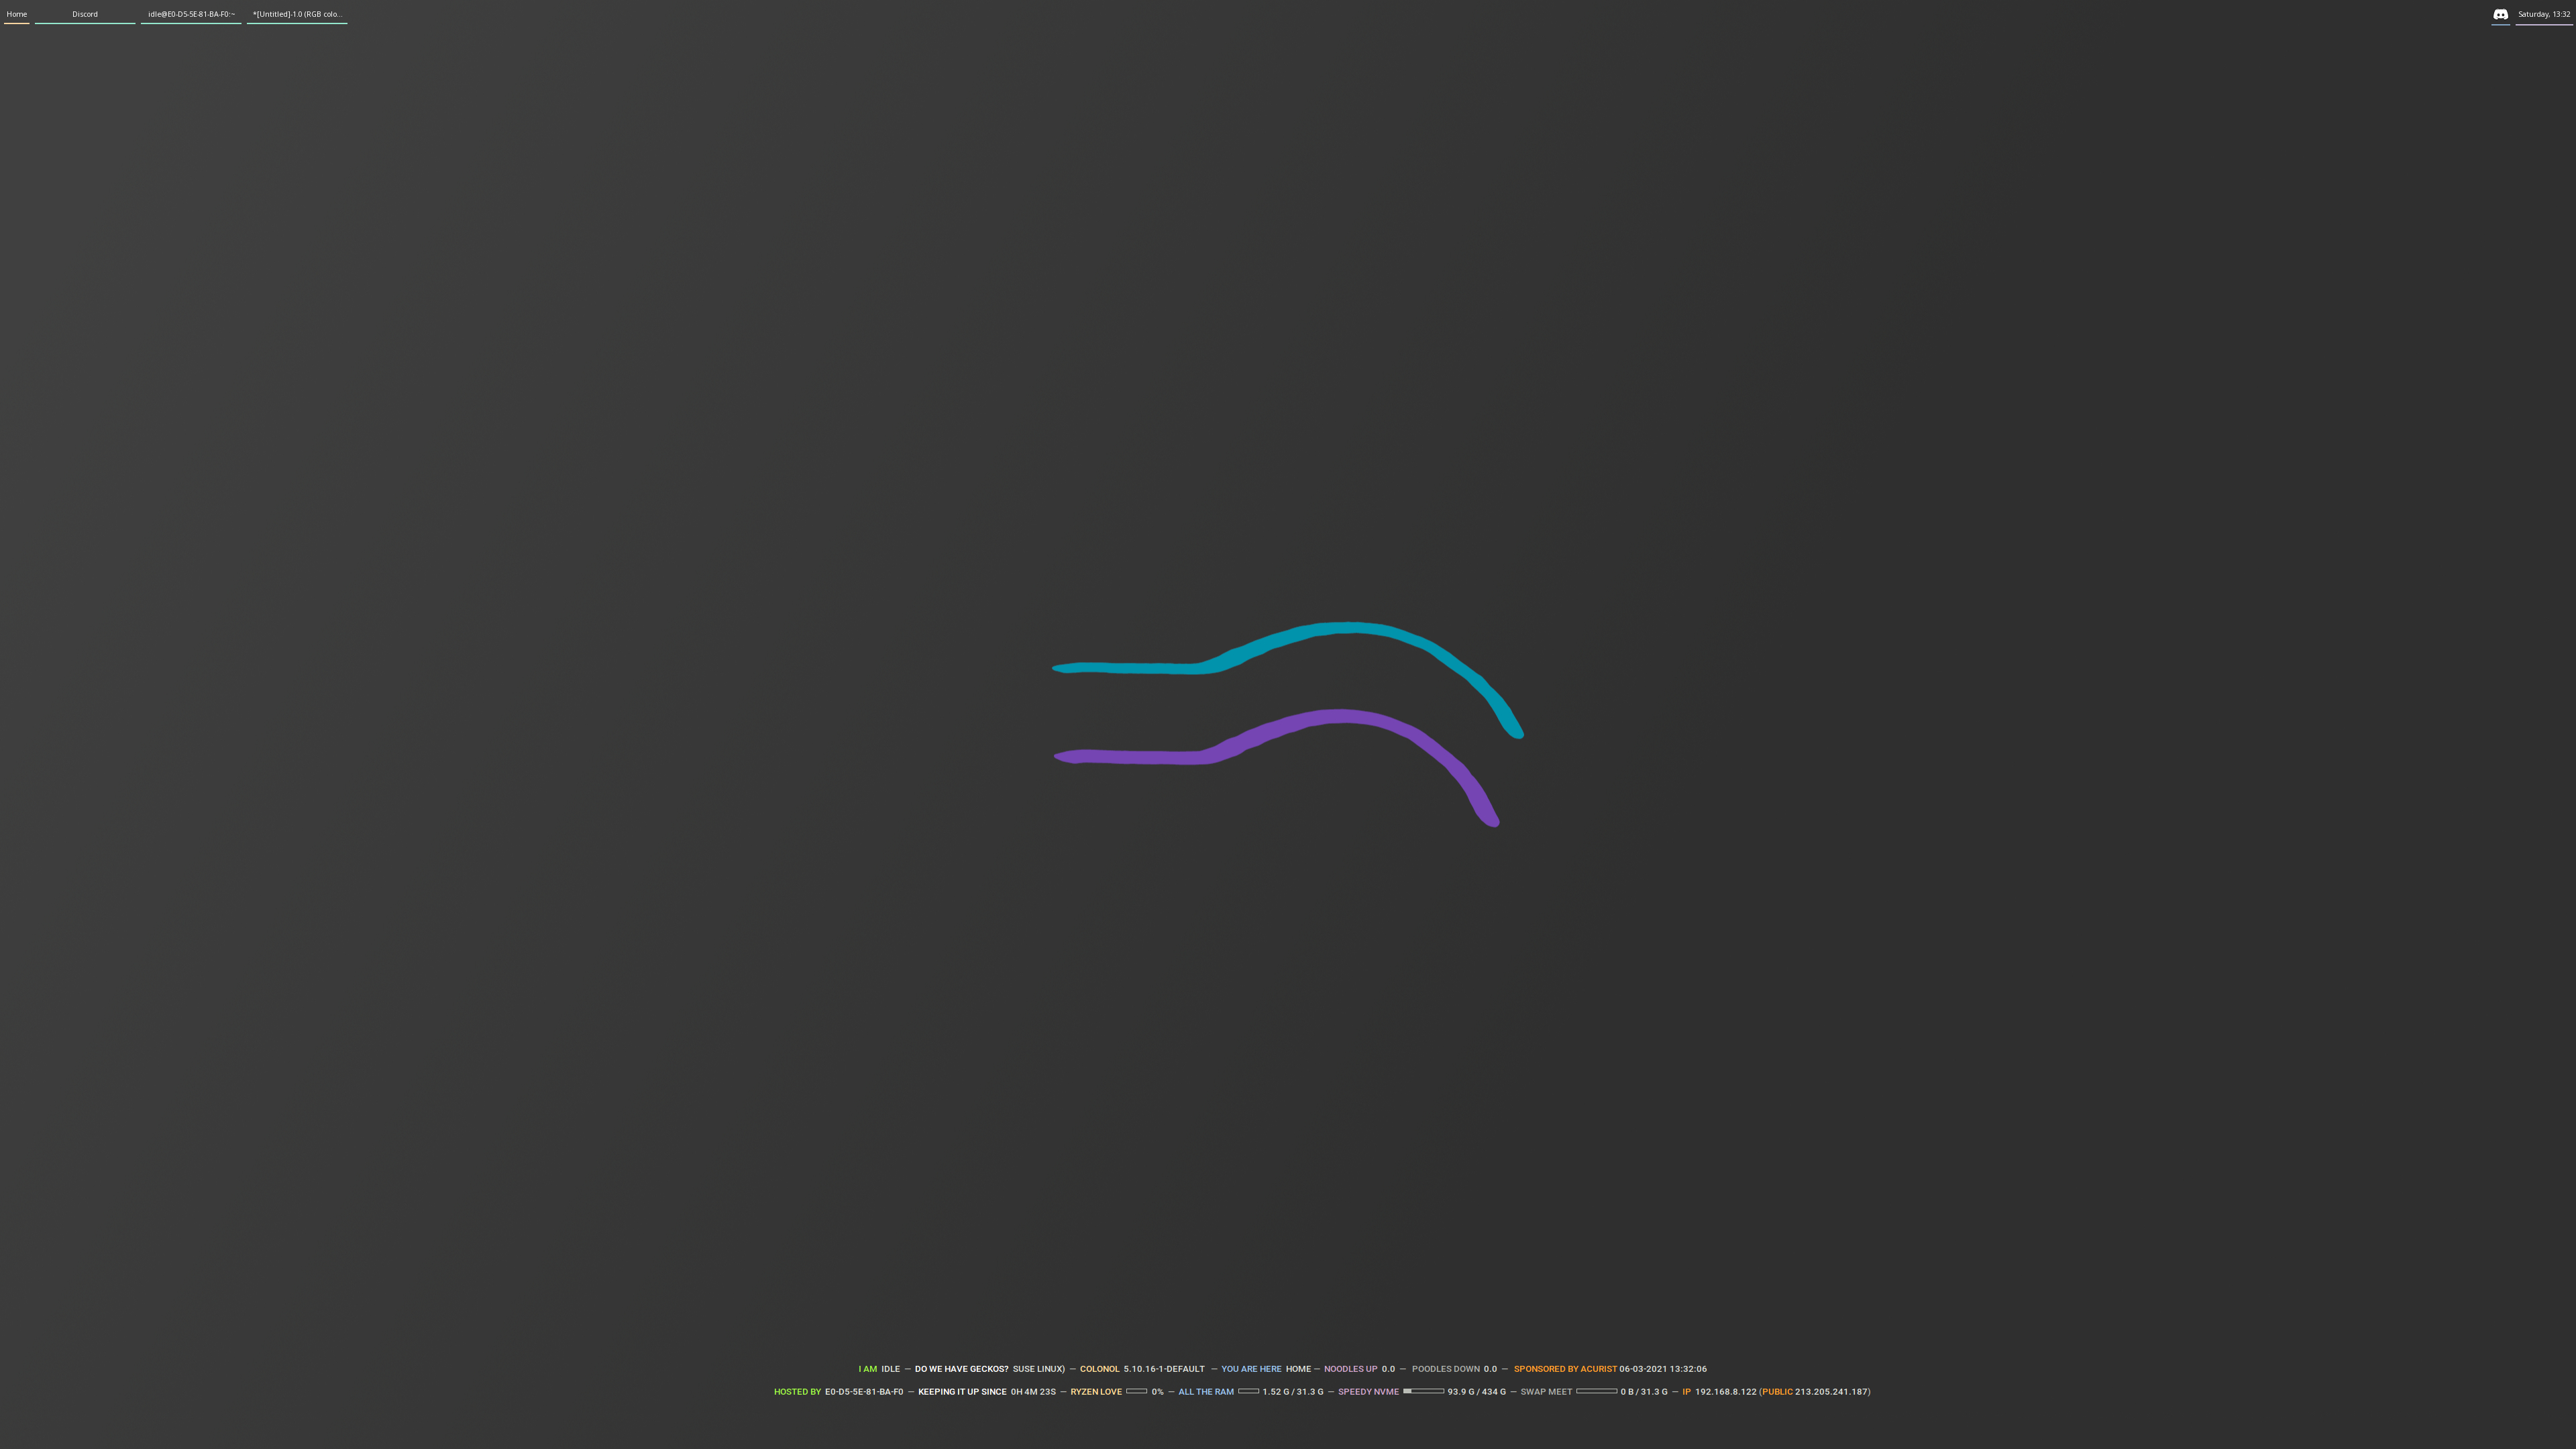 Home Discord idle@E0-D5-5E-81-BA-F0:~ *[Untitled]-1.0 (RGB colo... Saturday, 13:32
I AM IDLE — DO WE HAVE GECKOS? SUSE LINUX) — COLONOL 5.10.16-1-DEFAULT — YOU ARE HERE HOME — NOODLES UP 0.0 — POODLES DOWN 0.0 — SPONSORED BY ACURIST 06-03-2021 13:32:06
HOSTED BY E0-D5-5E-81-BA-F0 — KEEPING IT UP SINCE 0H 4M 23S — RYZEN LOVE 0% — ALL THE RAM 1.52 G / 31.3 G — SPEEDY NVME 93.9 G / 434 G — SWAP MEET 0 B / 31.3 G — IP 192.168.8.122 (PUBLIC 213.205.241.187)